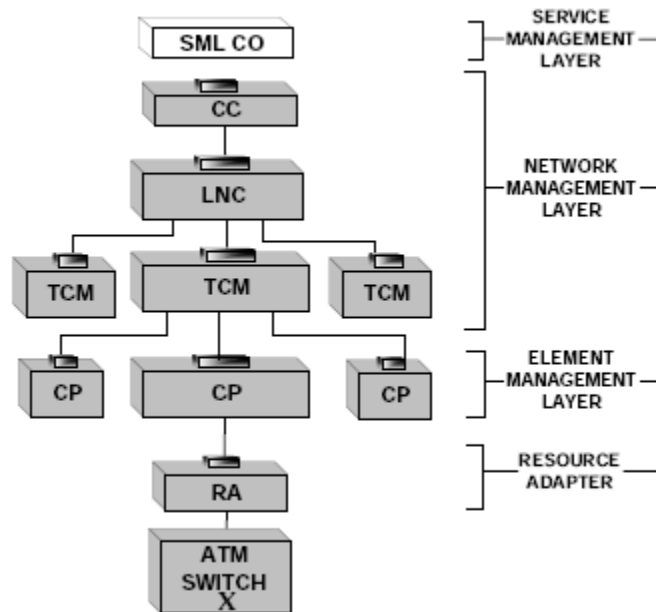 SML CO
SERVICE
MANAGEMENT
LAYER
CC
LNC
NETWORK
MANAGEMENT
LAYER
TCM
TCM
TCM
CP
CP
CP
ELEMENT
MANAGEMENT
LAYER
RA
RESOURCE
ADAPTER
ATM
SWITCH
X